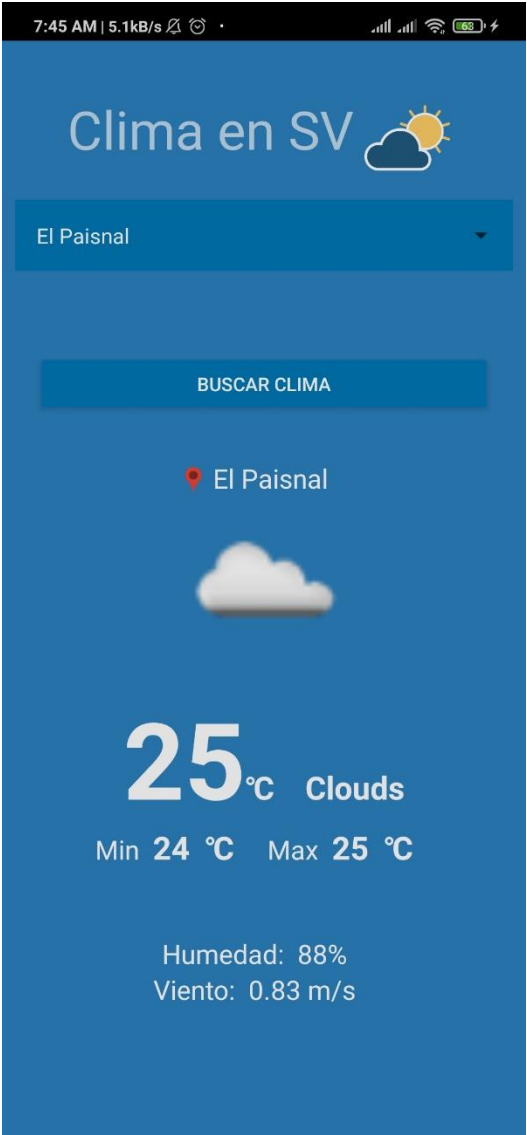 7:45 AM | 5.1kB/s
63
Clima en SV
El Paisnal
BUSCAR CLIMA
El Paisnal
25 °C Clouds
Min 24 °C Max 25 °C
Humedad: 88%
Viento: 0.83 m/s